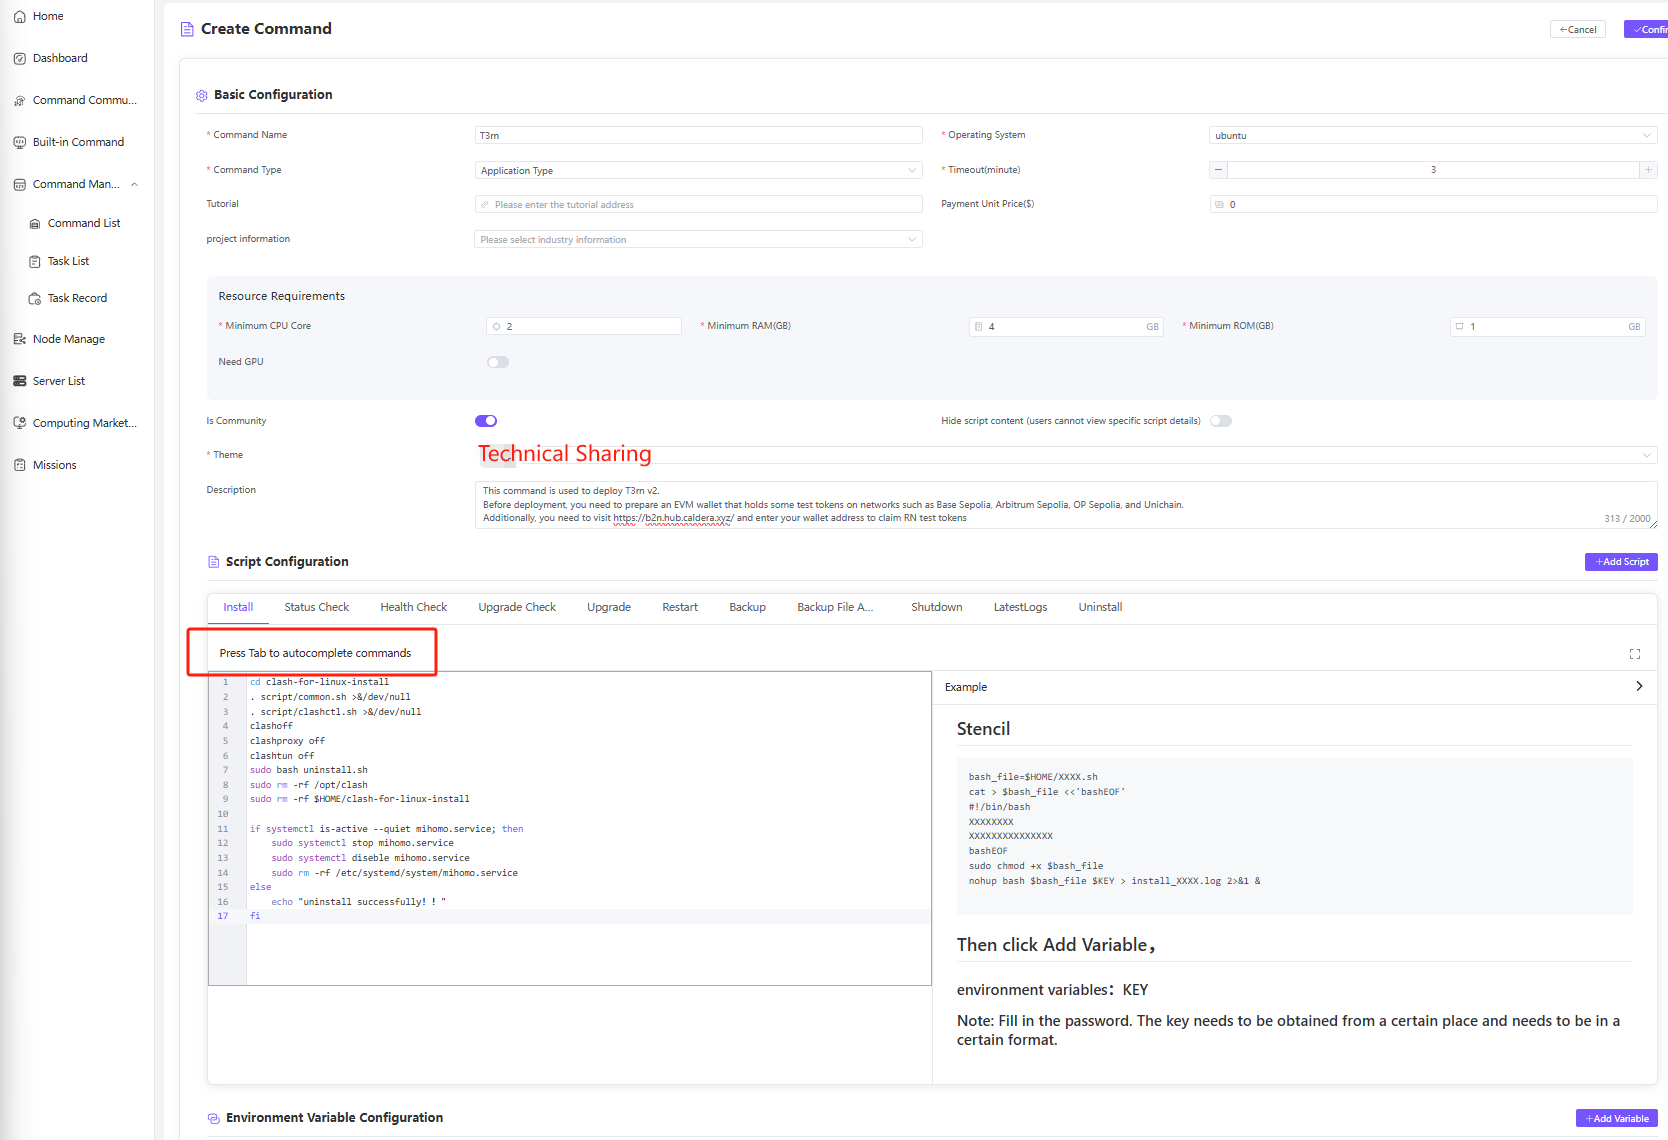 Home
Dashboard
Command Commu...
Built-in Command
Command Man...
Command List
Task List
Task Record
Node Manage
Server List
Computing Market...
Missions
Create Command
←Cancel
✓Confir
Basic Configuration
* Command Name
T3rn
* Operating System
ubuntu
* Command Type
Application Type
* Timeout(minute)
3
Tutorial
Please enter the tutorial address
Payment Unit Price($)
0
project information
Please select industry information
Resource Requirements
* Minimum CPU Core
2
* Minimum RAM(GB)
4
GB
* Minimum ROM(GB)
1
GB
Need GPU
Is Community
Hide script content (users cannot view specific script details)
* Theme
Technical Sharing
Description
This command is used to deploy T3rn v2.
Before deployment, you need to prepare an EVM wallet that holds some test tokens on networks such as Base Sepolia, Arbitrum Sepolia, OP Sepolia, and Unichain.
Additionally, you need to visit https://b2n.hub.caldera.xyz/ and enter your wallet address to claim RN test tokens
313 / 2000
Script Configuration
+Add Script
Install
Status Check
Health Check
Upgrade Check
Upgrade
Restart
Backup
Backup File A...
Shutdown
LatestLogs
Uninstall
Press Tab to autocomplete commands
1 cd clash-for-linux-install
2 . script/common.sh >&/dev/null
3 . script/clashctl.sh >&/dev/null
4 clashoff
5 clashproxy off
6 clashtun off
7 sudo bash uninstall.sh
8 sudo rm -rf /opt/clash
9 sudo rm -rf $HOME/clash-for-linux-install
10
11 if systemctl is-active --quiet mihomo.service; then
12 sudo systemctl stop mihomo.service
13 sudo systemctl diseble mihomo.service
14 sudo rm -rf /etc/systemd/system/mihomo.service
15 else
16 echo "uninstall successfully！！"
17 fi
Example
Stencil
bash_file=$HOME/XXXX.sh
cat > $bash_file <<'bashEOF'
#!/bin/bash
XXXXXXXX
XXXXXXXXXXXXXXX
bashEOF
sudo chmod +x $bash_file
nohup bash $bash_file $KEY > install_XXXX.log 2>&1 &
Then click Add Variable，
environment variables：KEY
Note: Fill in the password. The key needs to be obtained from a certain place and needs to be in a
certain format.
Environment Variable Configuration
+Add Variable